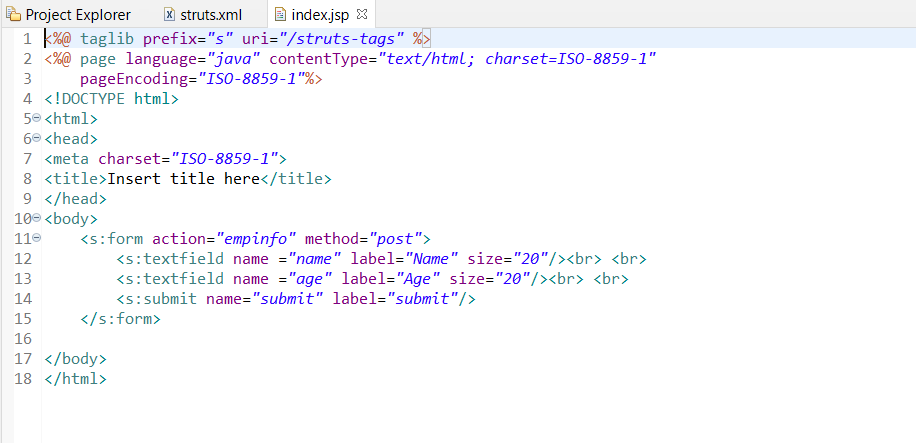 Project Explorer struts.xml index.jsp
1 <%@ taglib prefix="s" uri="/struts-tags" %>
2 <%@ page language="java" contentType="text/html; charset=ISO-8859-1"
3     pageEncoding="ISO-8859-1"%>
4 <!DOCTYPE html>
5 <html>
6 <head>
7 <meta charset="ISO-8859-1">
8 <title>Insert title here</title>
9 </head>
10 <body>
11     <s:form action="empinfo" method="post">
12         <s:textfield name ="name" label="Name" size="20"/><br> <br>
13         <s:textfield name ="age" label="Age" size="20"/><br> <br>
14         <s:submit name="submit" label="submit"/>
15     </s:form>
16
17 </body>
18 </html>